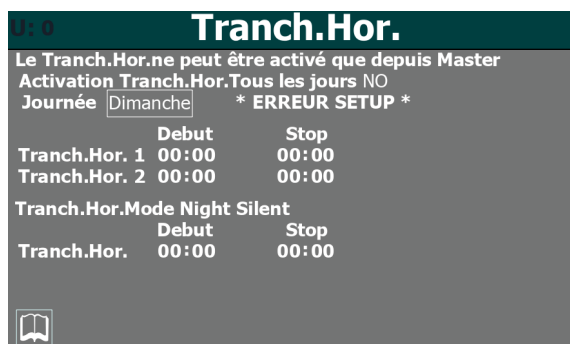 U: 0 Tranch.Hor.
Le Tranch.Hor.ne peut être activé que depuis Master
Activation Tranch.Hor.Tous les jours NO
Journée Dimanche * ERREUR SETUP *
Debut Stop
Tranch.Hor. 1 00:00 00:00
Tranch.Hor. 2 00:00 00:00
Tranch.Hor.Mode Night Silent
Debut Stop
Tranch.Hor. 00:00 00:00